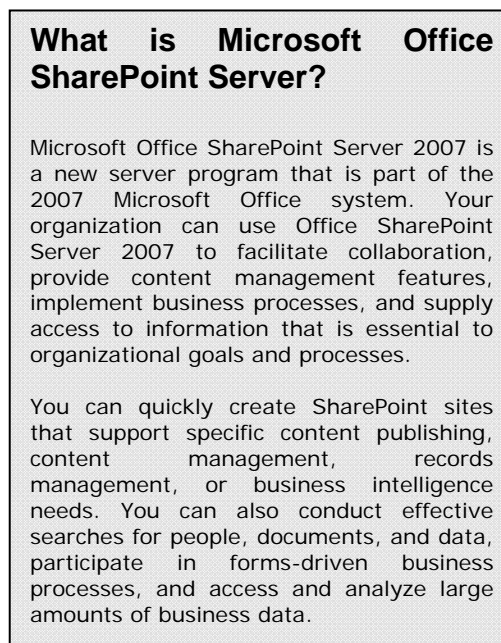 What is Microsoft Office
SharePoint Server?
Microsoft Office SharePoint Server 2007 is
a new server program that is part of the
2007 Microsoft Office system. Your
organization can use Office SharePoint
Server 2007 to facilitate collaboration,
provide content management features,
implement business processes, and supply
access to information that is essential to
organizational goals and processes.
You can quickly create SharePoint sites
that support specific content publishing,
content management, records
management, or business intelligence
needs. You can also conduct effective
searches for people, documents, and data,
participate in forms-driven business
processes, and access and analyze large
amounts of business data.